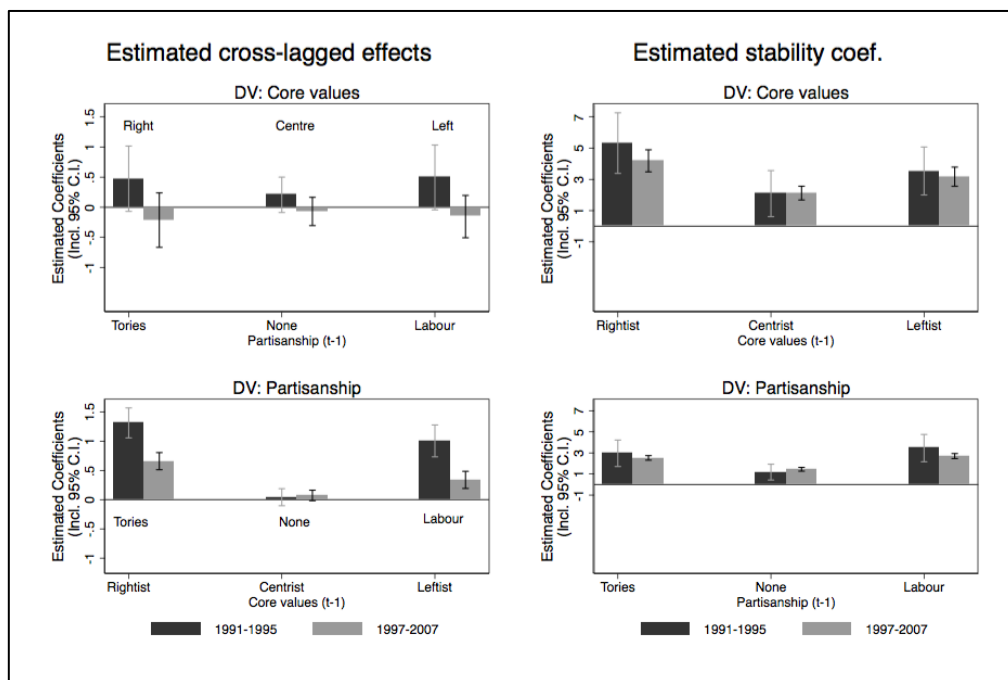 Estimated cross-lagged effects
DV: Core values
Estimated Coefficients
(Incl. 95% C.I.)
1.5
1
.5
0
-.5
-1
Right
Centre
Left
Tories
None
Labour
Partisanship (t-1)
DV: Partisanship
Estimated Coefficients
(Incl. 95% C.I.)
1.5
1
.5
0
-.5
-1
Tories
None
Labour
Rightist
Centrist
Leftist
Core values (t-1)
1991-1995
1997-2007
Estimated stability coef.
DV: Core values
Estimated Coefficients
(Incl. 95% C.I.)
7
5
3
1
-1
Rightist
Centrist
Leftist
Core values (t-1)
DV: Partisanship
Estimated Coefficients
(Incl. 95% C.I.)
7
5
3
1
-1
Tories
None
Labour
Partisanship (t-1)
1991-1995
1997-2007